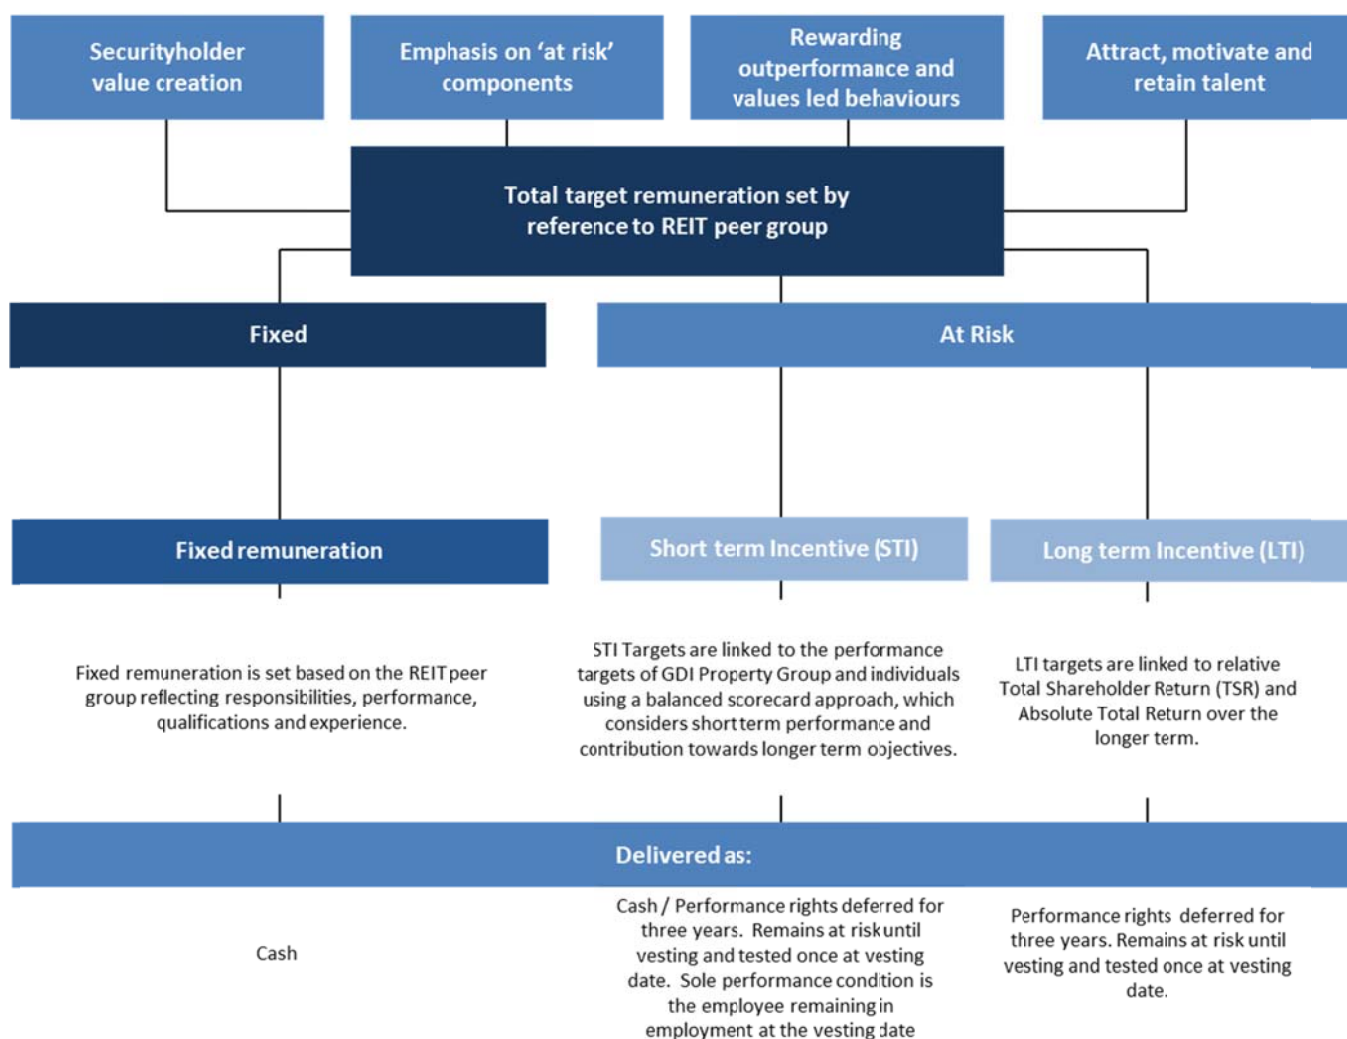 Securityholder
value creation
Emphasis on ‘at risk’
components
Rewarding
outperformance and
values led behaviours
Attract, motivate and
retain talent
Total target remuneration set by
reference to REIT peer group
Fixed
At Risk
Fixed remuneration
Short term Incentive (STI)
Long term Incentive (LTI)
Fixed remuneration is set based on the REIT peer
group reflecting responsibilities, performance,
qualifications and experience.
STI Targets are linked to the performance
targets of GDI Property Group and individuals
using a balanced scorecard approach, which
considers short term performance and
contribution towards longer term objectives.
LTI targets are linked to relative
Total Shareholder Return (TSR) and
Absolute Total Return over the
longer term.
Delivered as:
Cash
Cash / Performance rights deferred for
three years. Remains at risk until
vesting and tested once at vesting
date. Sole performance condition is
the employee remaining in
employment at the vesting date
Performance rights deferred for
three years. Remains at risk until
vesting and tested once at vesting
date.